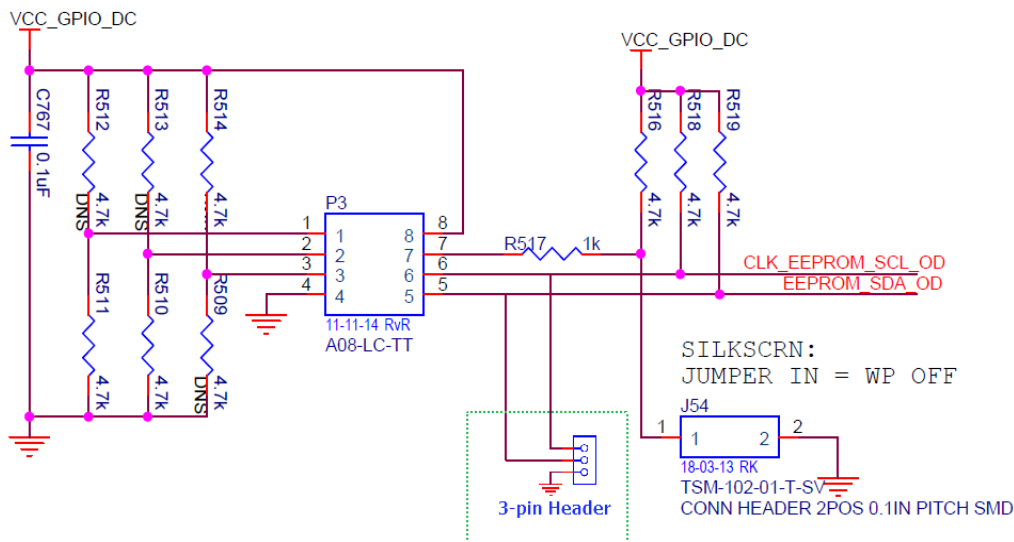 VCC_GPIO_DC
VCC_GPIO_DC
C767
0.1uF
R512
4.7k
DNS
R513
4.7k
DNS
R514
4.7k
R516
4.7k
R518
4.7k
R519
4.7k
P3
1 1 8 8
2 2 7 7
3 3 6 6
4 4 5 5
11-11-14 RvR
A08-LC-TT
R517 1k
CLK_EEPROM_SCL_OD
EEPROM_SDA_OD
R511
4.7k
R510
4.7k
R509
4.7k
DNS
SILKSCRN:
JUMPER IN = WP OFF
J54
1 1 2 2
18-03-13 RK
TSM-102-01-T-SV
CONN HEADER 2POS 0.1IN PITCH SMD
3-pin Header